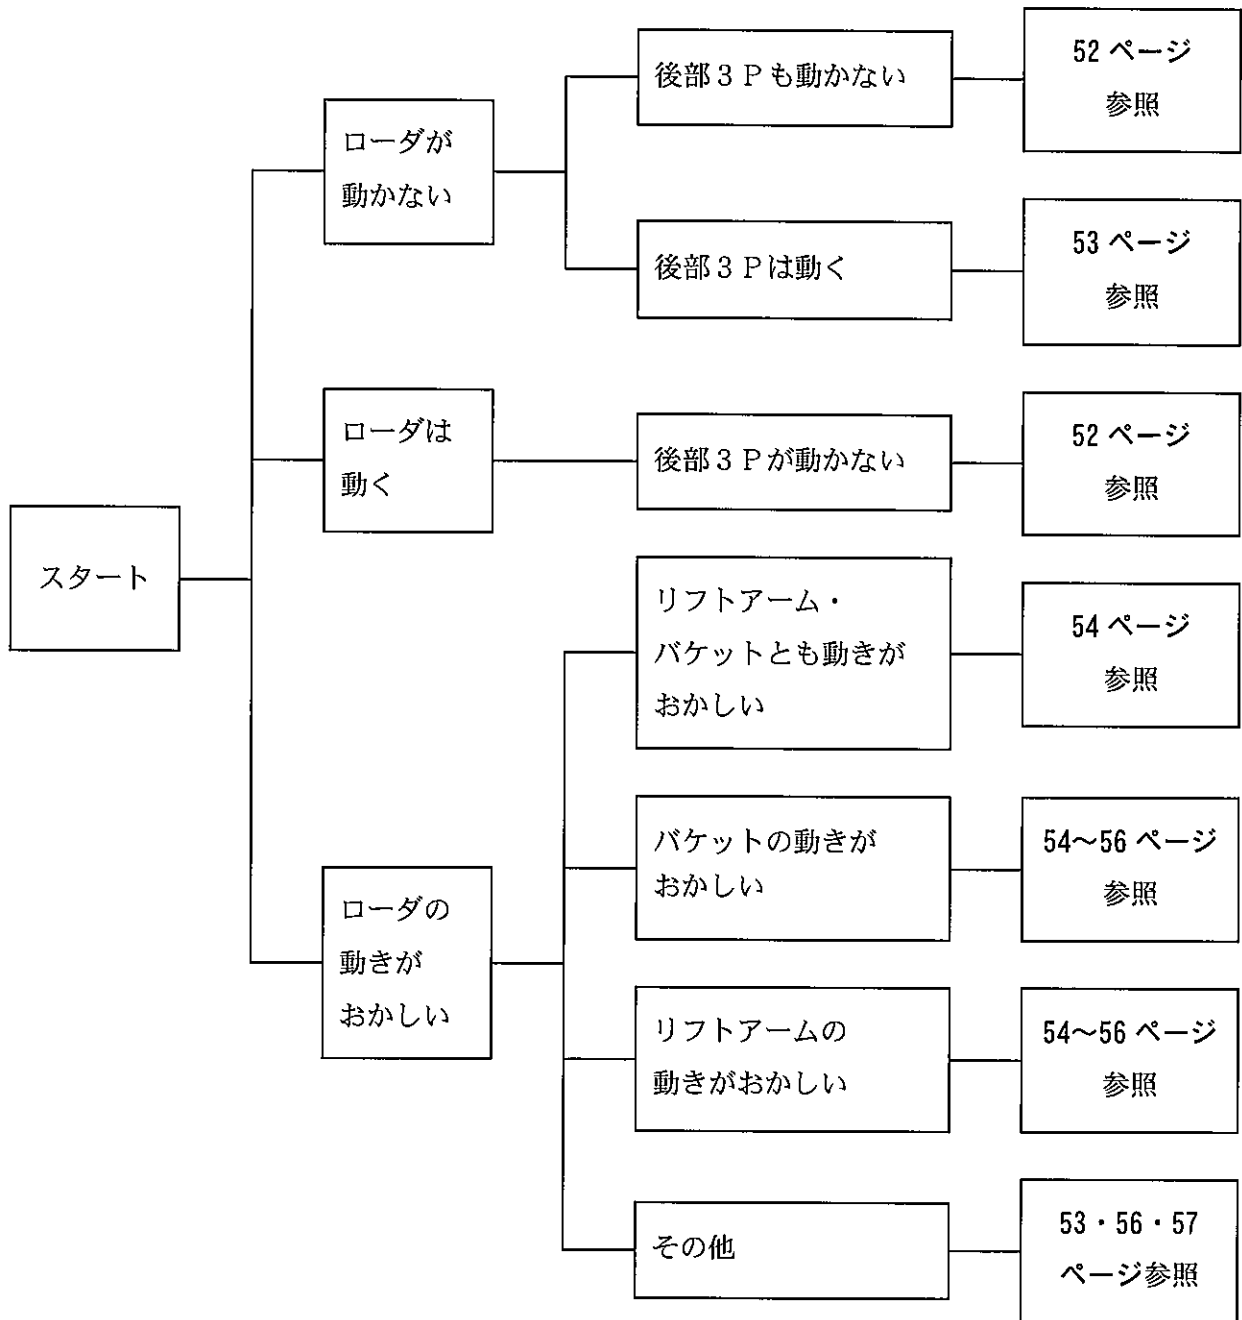 スタート
ローダが
動かない
後部３Ｐも動かない
52 ページ
参照
後部３Ｐは動く
53 ページ
参照
ローダは
動く
後部３Ｐが動かない
52 ページ
参照
ローダの
動きが
おかしい
リフトアーム・
バケットとも動きが
おかしい
54 ページ
参照
バケットの動きが
おかしい
54～56 ページ
参照
リフトアームの
動きがおかしい
54～56 ページ
参照
その他
53・56・57
ページ参照